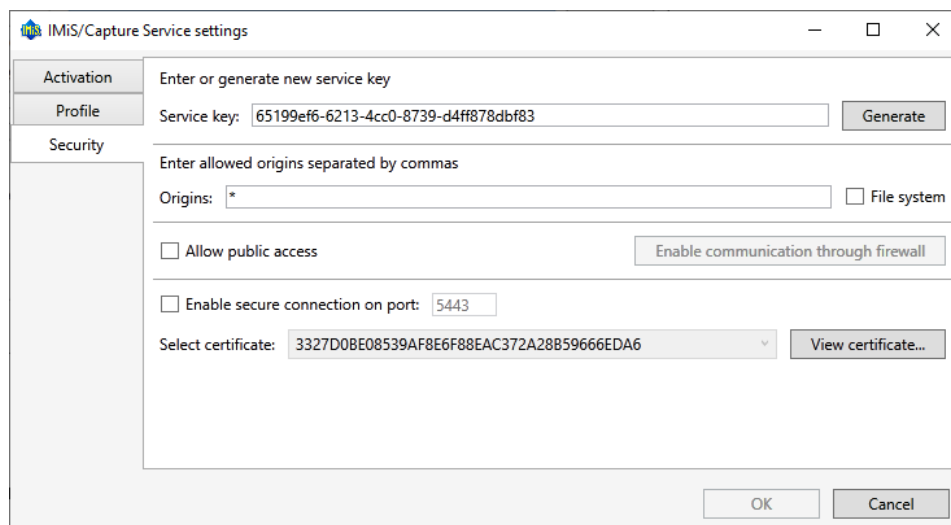 IMiS/Capture Service settings
Activation
Profile
Security
Enter or generate new service key
Service key: 65199ef6-6213-4cc0-8739-d4ff878dbf83 Generate
Enter allowed origins separated by commas
Origins: * File system
Allow public access Enable communication through firewall
Enable secure connection on port: 5443
Select certificate: 3327D0BE08539AF8E6F88EAC372A28B59666EDA6 View certificate...
OK Cancel